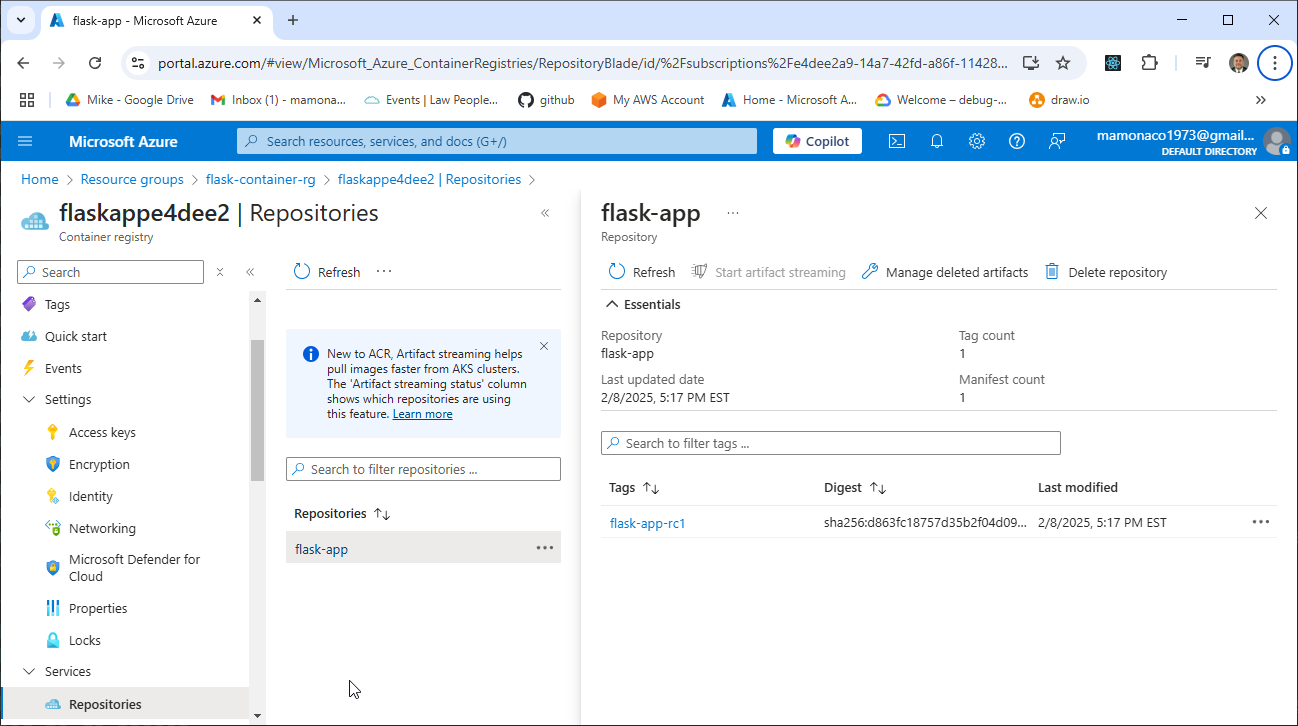 flask-app - Microsoft Azure
portal.azure.com/#view/Microsoft_Azure_ContainerRegistries/RepositoryBlade/id/%2Fsubscriptions%2Fe4dee2a9-14a7-42fd-a86f-11428...
Mike - Google Drive
Inbox (1) - mamona...
Events | Law People...
github
My AWS Account
Home - Microsoft A...
Welcome – debug-...
draw.io
Microsoft Azure
Search resources, services, and docs (G+/)
Copilot
mamonaco1973@gmail....
DEFAULT DIRECTORY
Home > Resource groups > flask-container-rg > flaskappe4dee2 | Repositories >
flaskappe4dee2 | Repositories
Container registry
Search
Tags
Quick start
Events
Settings
Access keys
Encryption
Identity
Networking
Microsoft Defender for
Cloud
Properties
Locks
Services
Repositories
Refresh
New to ACR, Artifact streaming helps
pull images faster from AKS clusters.
The 'Artifact streaming status' column
shows which repositories are using
this feature. Learn more
Search to filter repositories ...
Repositories
flask-app
flask-app
Repository
Refresh
Start artifact streaming
Manage deleted artifacts
Delete repository
Essentials
Repository
flask-app
Tag count
1
Last updated date
2/8/2025, 5:17 PM EST
Manifest count
1
Search to filter tags ...
Tags
Digest
Last modified
flask-app-rc1
sha256:d863fc18757d35b2f04d09...
2/8/2025, 5:17 PM EST